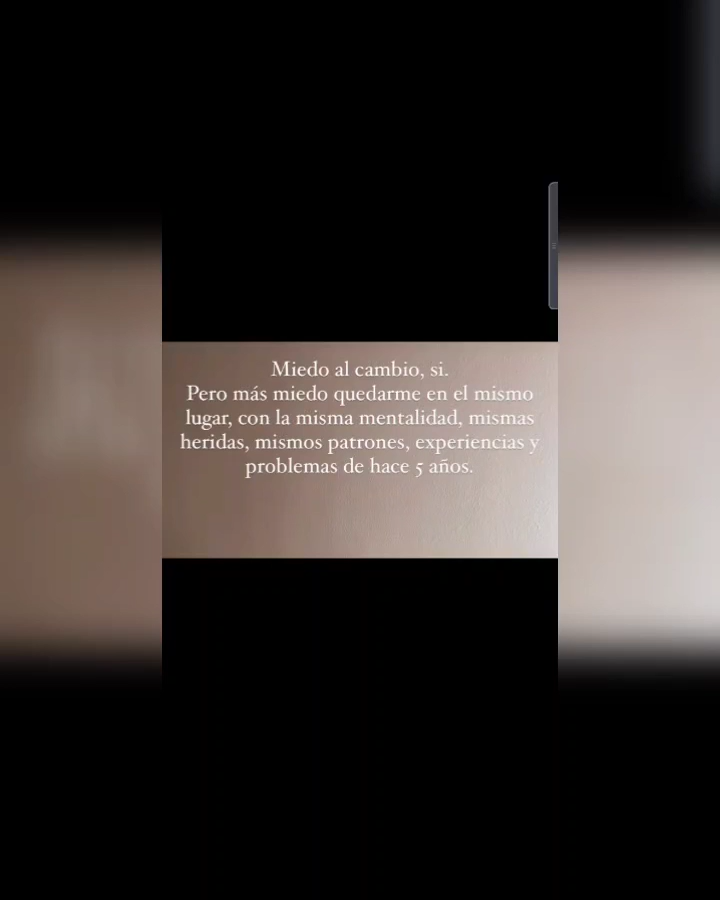 Miedo al cambio, si.
Pero más miedo quedarme en el mismo
lugar, con la misma mentalidad, mismas
heridas, mismos patrones, experiencias y
problemas de hace 5 años.